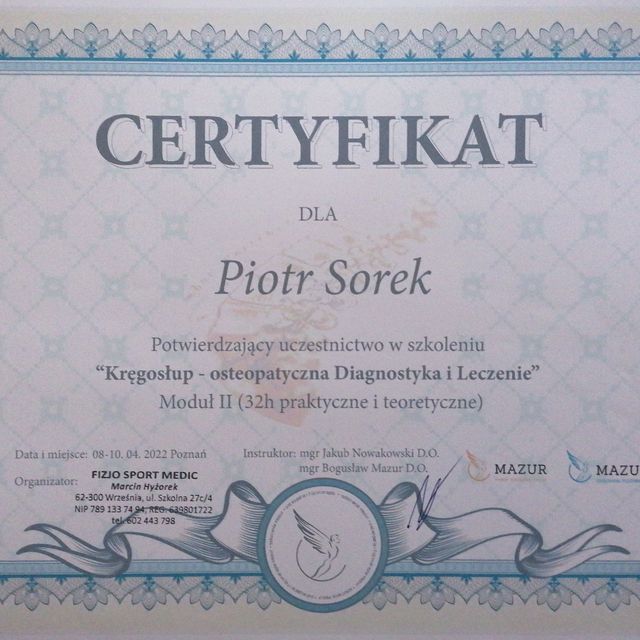 CERTYFIKAT
DLA
Piotr Sorek
Potwierdzający uczestnictwo w szkoleniu
“Kręgosłup - osteopatyczna Diagnostyka i Leczenie”
Moduł II (32h praktyczne i teoretyczne)
Data i miejsce: 08-10. 04. 2022 Poznań
Organizator:
FIZJO SPORT MEDIC
Marcin Hyżorek
62-300 Września, ul. Szkolna 27c/4
NIP 789 133 74 94, REG. 639801722
tel. 602 443 798
Instruktor: mgr Jakub Nowakowski D.O.
mgr Bogusław Mazur D.O.
MAZUR
MAZUR